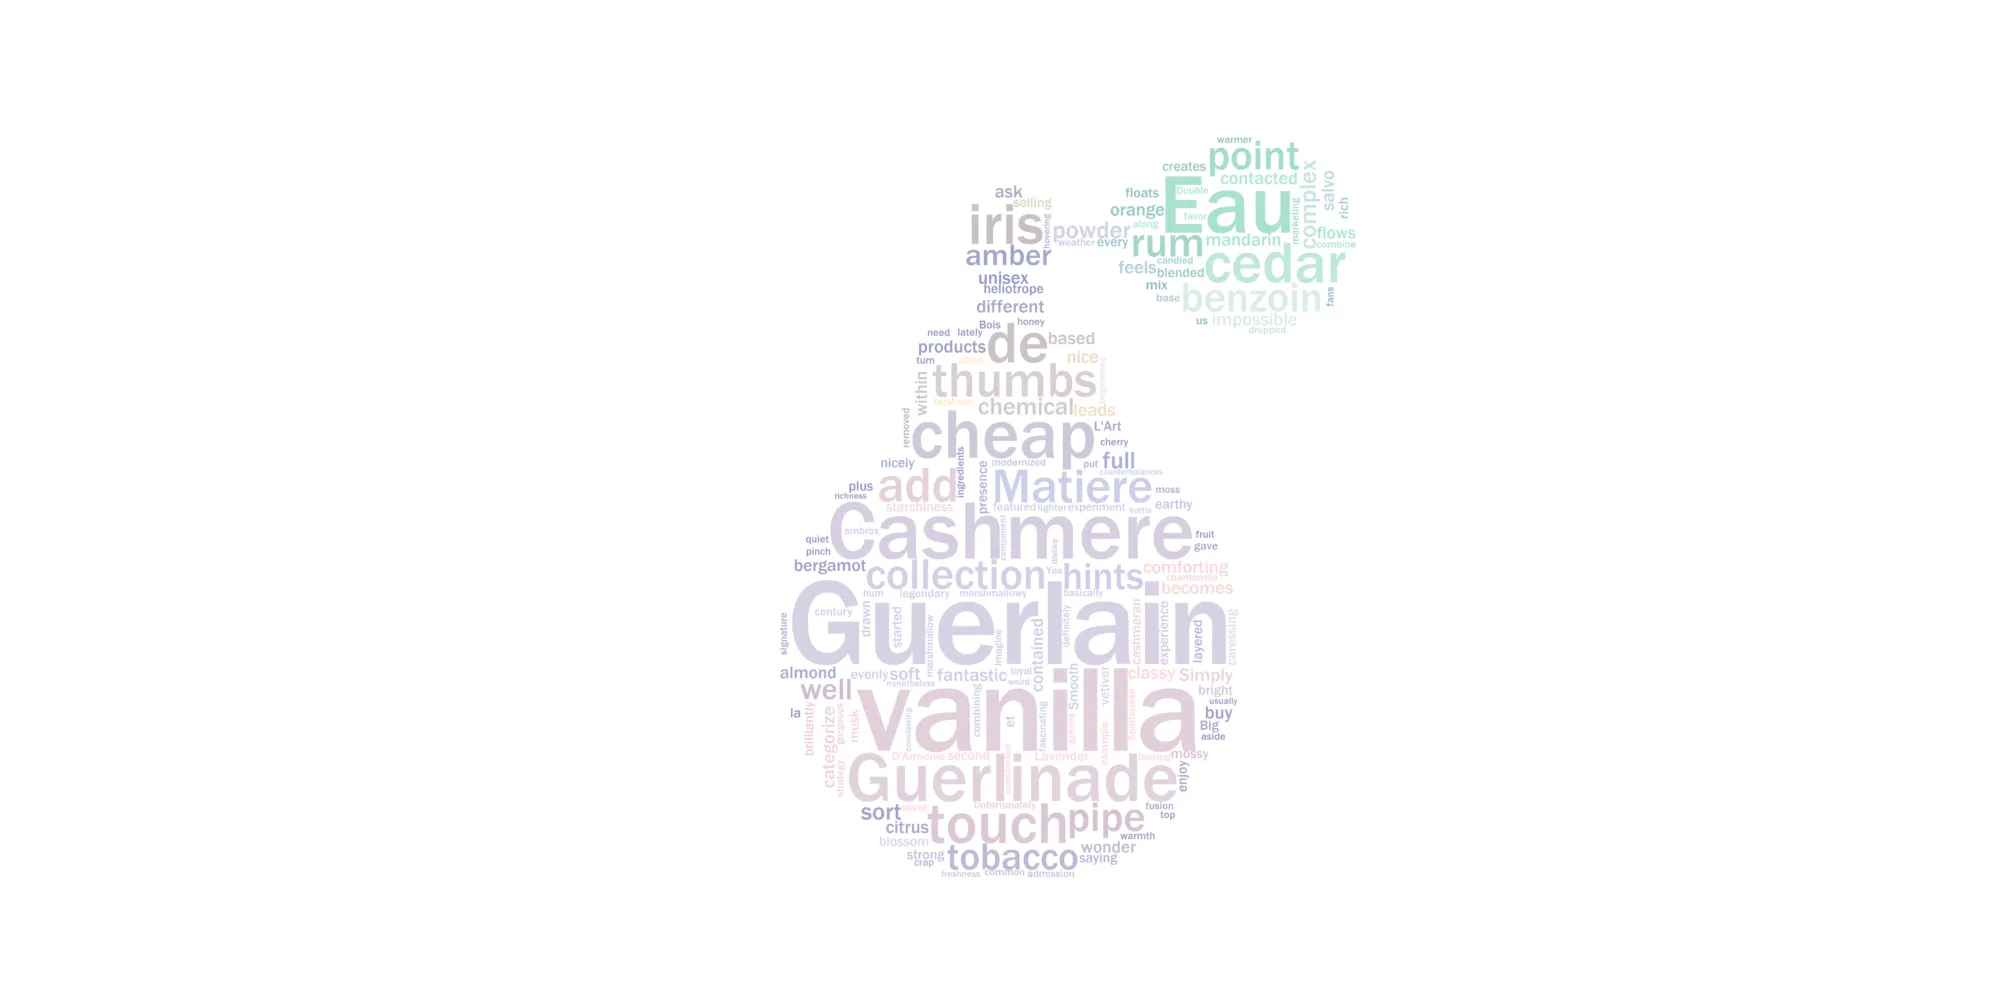 warmer
point
creates
contacted
complex
salvo
ask
selling
floats
Eau
Double
rich
orange
favor
marketing
iris
hovering
powder
along
flows
weather
every
rum
mandarin
combine
amber
feels
candied
blended
cedar
unisex
heliotrope
mix
base
benzoin
fans
different
us
impossible
dropped
Bois
honey
need
lately
de
based
products
nice
turn
within
thumbs
chemical
leads
removed
cheap
L'Art
cherry
nicely
ingredients
modernized
put
full
counterbalances
plus
add
presence
Matiere
moss
richness
starchiness
featured
lighter
experiment
bottle
earthy
Cashmere
ambrox
component
dislike
quiet
fruit
pinch
gave
bergamot
collection
Yes
hints
comforting
chamomile
becomes
hum
legendary
marshmallowy
basically
Guerlain
century
drawn
started
marshmallow
imagine
contained
definitely
cashmeran
experience
layered
caressing
signature
almond
evenly
soft
fantastic
loyal
classy
Simply
nonetheless
weird
well
vanilla
Smooth
vetiver
bright
usually
la
buy
Big
aside
brilliantly
categorize
gorgeous
musk
considering
combining
et
fascinating
greens
example
D'Armenie
second
Lavender
leaning
mossy
strategy
Guerlinade
enjoy
sort
stand
Unfortunately
fusion
citrus
touch
pipe
top
blossom
warmth
strong
crap
tobacco
wonder
saying
freshness
common
admission